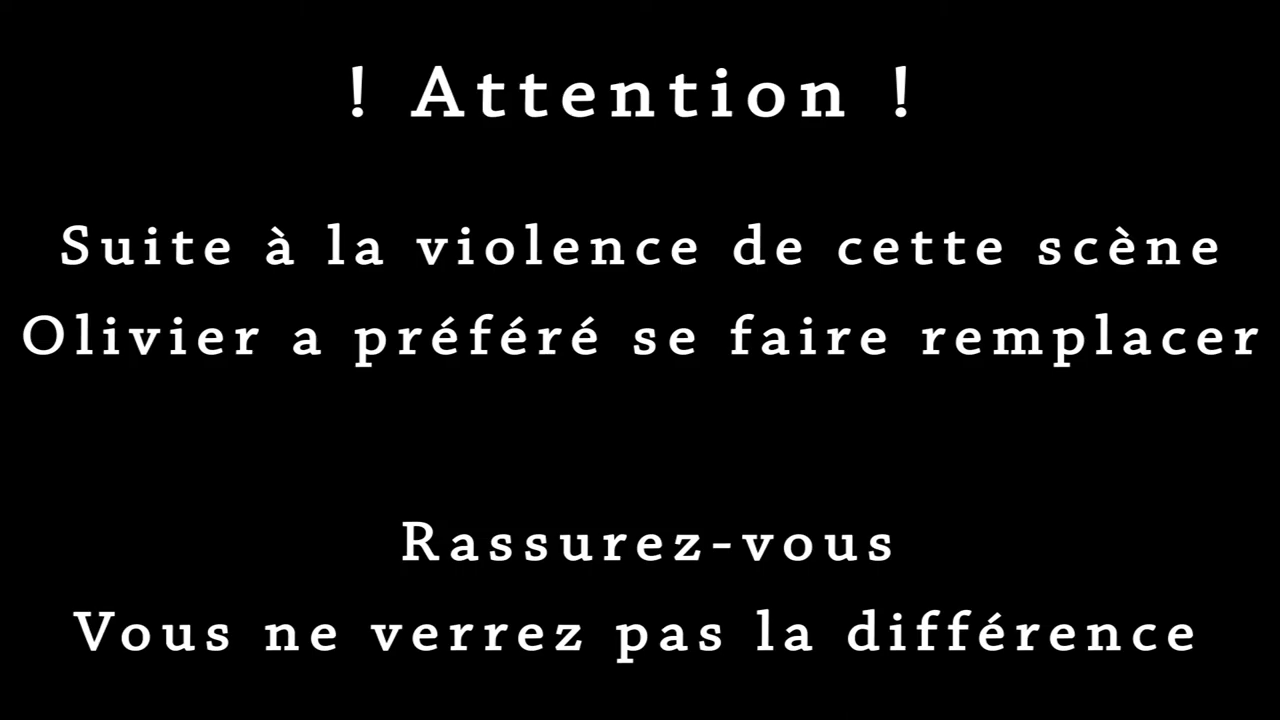 ! Attention !
Suite à la violence de cette scène
Olivier a préféré se faire remplacer
Rassurez-vous
Vous ne verrez pas la différence